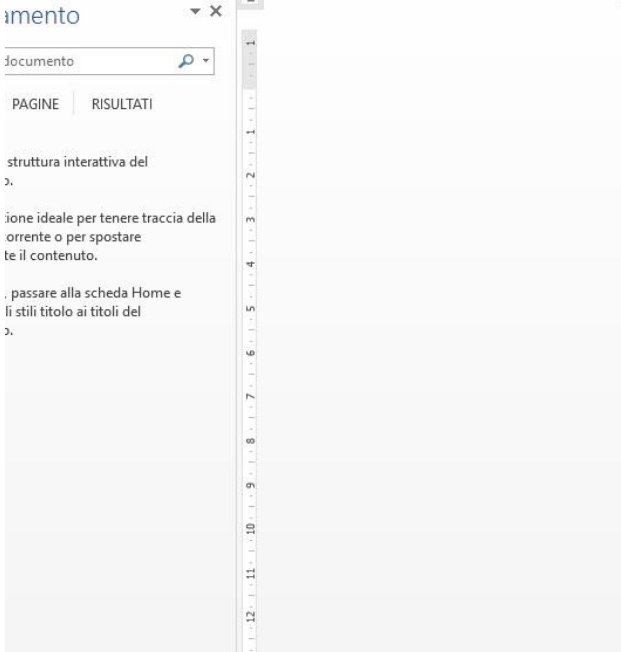 amento
documento
PAGINE RISULTATI
struttura interattiva del
o.
zione ideale per tenere traccia della
orrente o per spostare
te il contenuto.
, passare alla scheda Home e
li stili titolo ai titoli del
o.
1
1
2
3
4
5
6
7
8
9
10
11
12